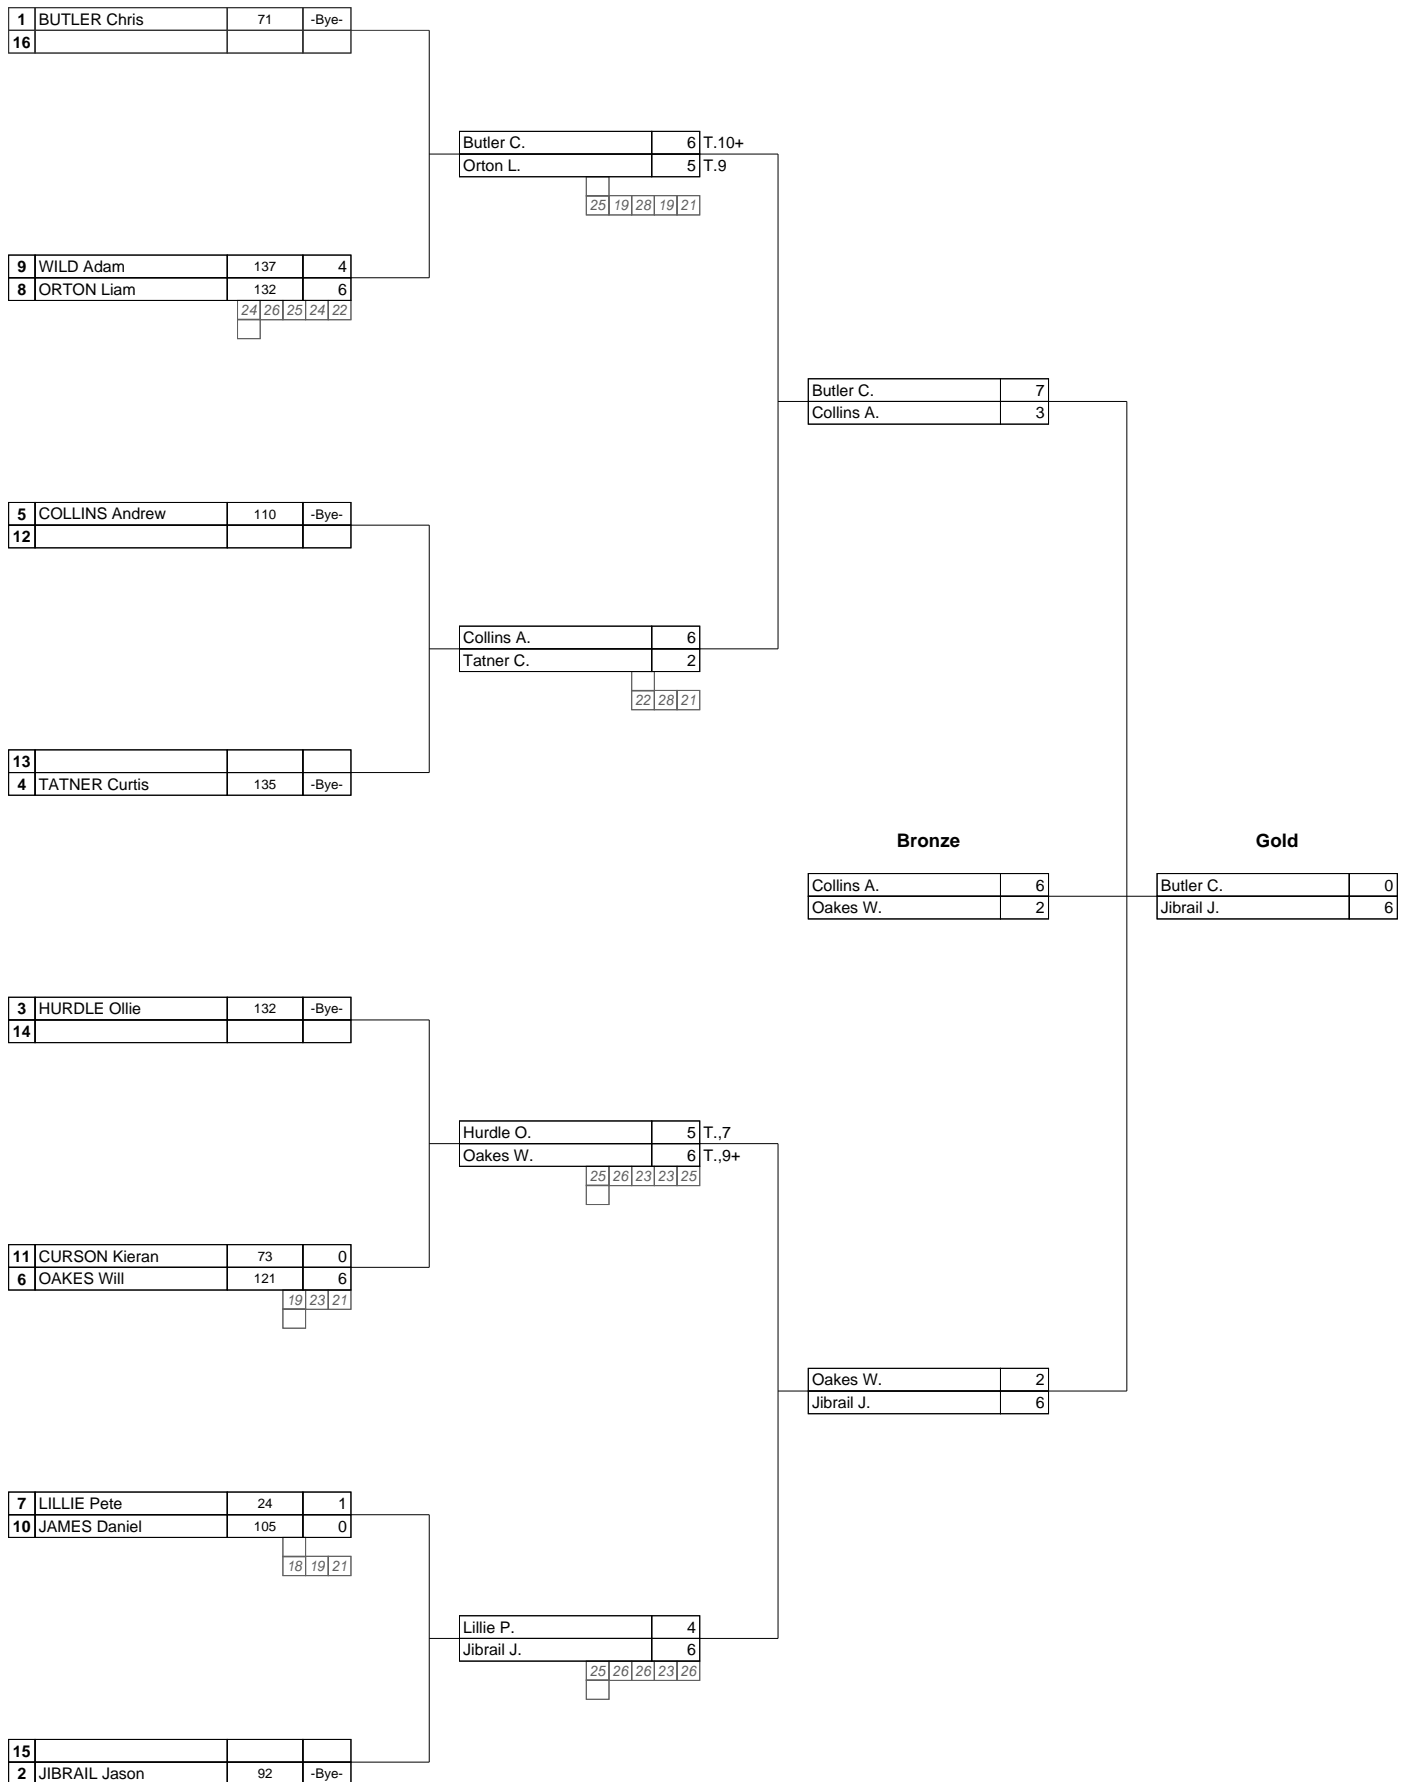 1 BUTLER Chris 71 -Bye-
16
Butler C. 6 T.10+
Orton L. 5 T.9
25 19 28 19 21
9 WILD Adam 137 4
8 ORTON Liam 132 6
24 26 25 24 22
Butler C. 7
Collins A. 3
5 COLLINS Andrew 110 -Bye-
12
Collins A. 6
Tatner C. 2
22 28 21
13
4 TATNER Curtis 135 -Bye-
Bronze
Gold
Collins A. 6
Oakes W. 2
Butler C. 0
Jibrail J. 6
3 HURDLE Ollie 132 -Bye-
14
Hurdle O. 5 T.,7
Oakes W. 6 T.,9+
25 26 23 23 25
11 CURSON Kieran 73 0
6 OAKES Will 121 6
19 23 21
Oakes W. 2
Jibrail J. 6
7 LILLIE Pete 24 1
10 JAMES Daniel 105 0
18 19 21
Lillie P. 4
Jibrail J. 6
25 26 26 23 26
15
2 JIBRAIL Jason 92 -Bye-